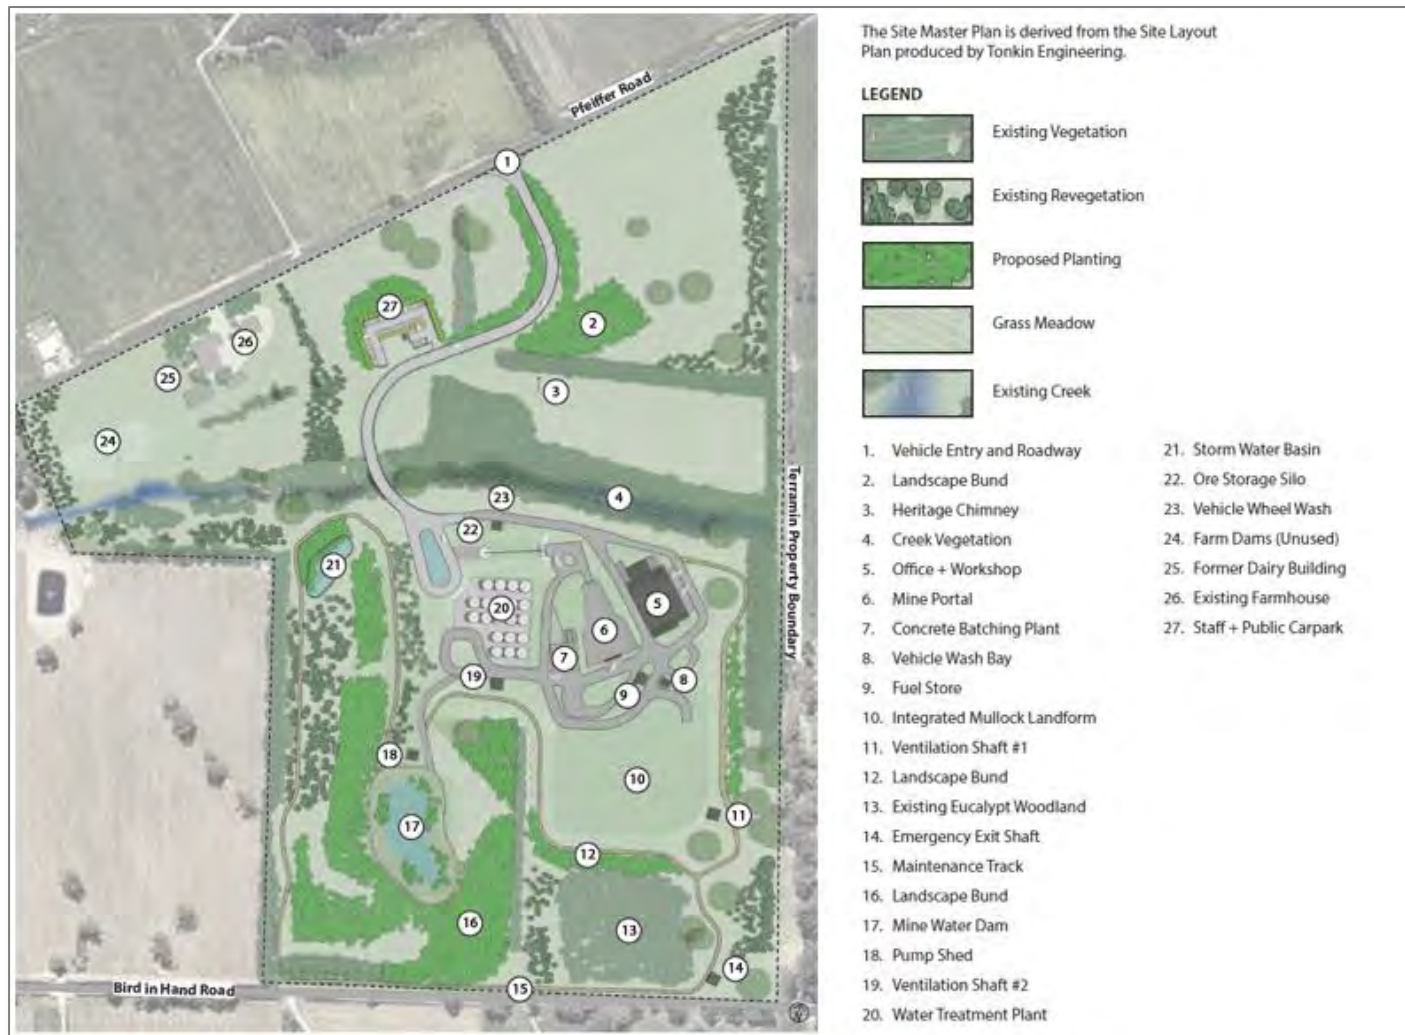 The Site Master Plan is derived from the Site Layout
Plan produced by Tonkin Engineering.
LEGEND
Existing Vegetation
Existing Revegetation
Proposed Planting
Grass Meadow
Existing Creek
1. Vehicle Entry and Roadway
2. Landscape Bund
3. Heritage Chimney
4. Creek Vegetation
5. Office + Workshop
6. Mine Portal
7. Concrete Batching Plant
8. Vehicle Wash Bay
9. Fuel Store
10. Integrated Mullock Landform
11. Ventilation Shaft #1
12. Landscape Bund
13. Existing Eucalypt Woodland
14. Emergency Exit Shaft
15. Maintenance Track
16. Landscape Bund
17. Mine Water Dam
18. Pump Shed
19. Ventilation Shaft #2
20. Water Treatment Plant
21. Storm Water Basin
22. Ore Storage Silo
23. Vehicle Wheel Wash
24. Farm Dams (Unused)
25. Former Dairy Building
26. Existing Farmhouse
27. Staff + Public Carpark
Pfeiffer Road
1
27
2
26
25
3
24
23
4
22
21
5
20
6
7
19
9
8
18
10
17
11
12
16
13
14
15
Terramin Property Boundary
Bird in Hand Road